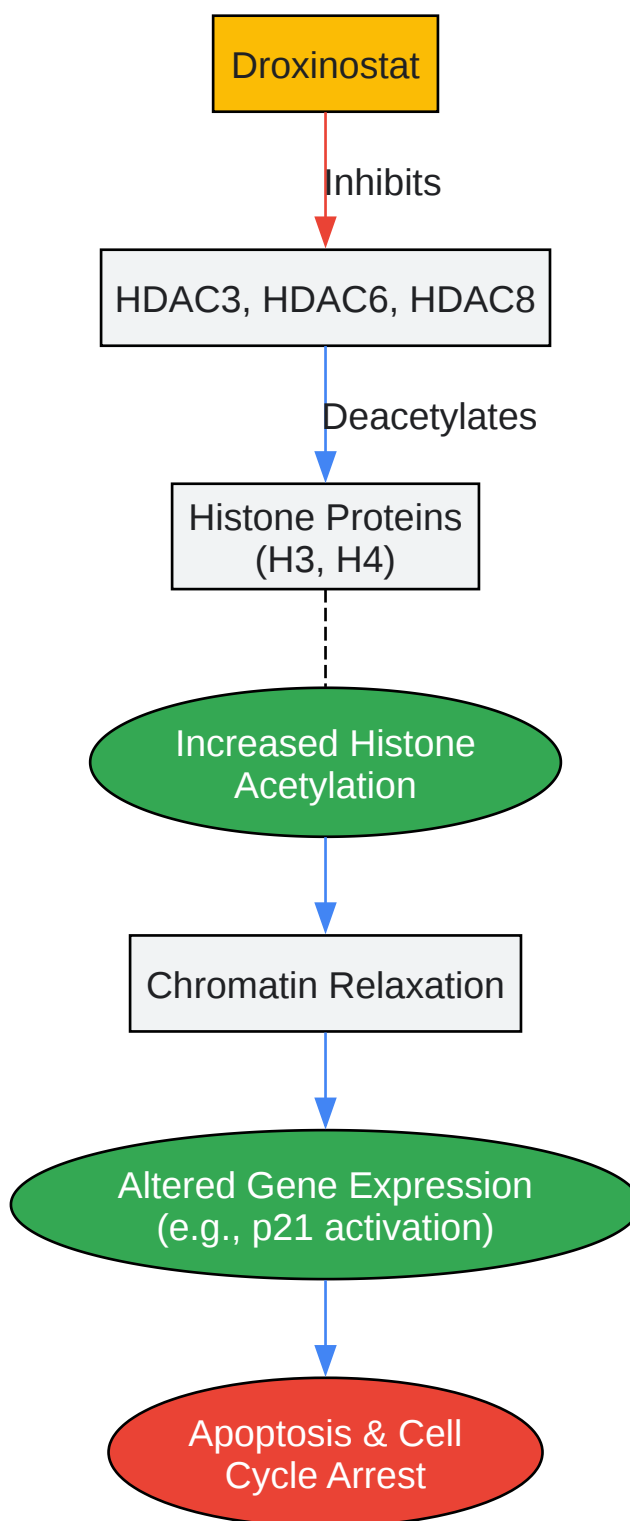 Droxinostat
Inhibits
HDAC3, HDAC6, HDAC8
Deacetylates
Histone Proteins
(H3, H4)
Increased Histone
Acetylation
Chromatin Relaxation
Altered Gene Expression
(e.g., p21 activation)
Apoptosis & Cell
Cycle Arrest